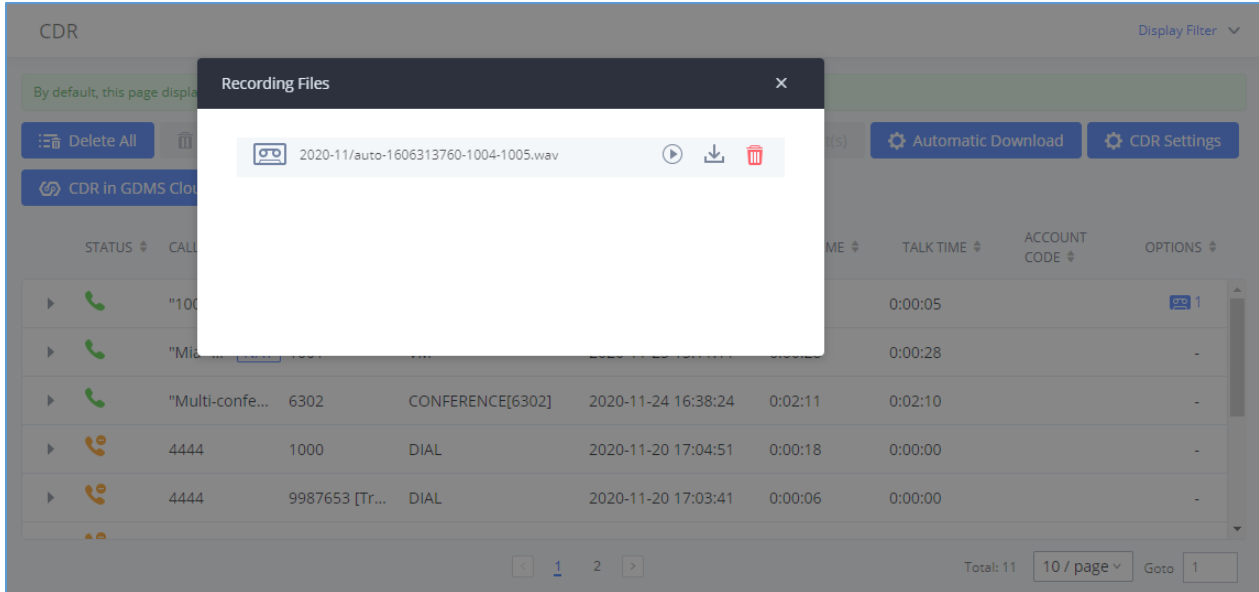 CDR
Display Filter
Recording Files
By default, this page displa
Delete All
2020-11/auto-1606313760-1004-1005.wav
Automatic Download
CDR Settings
CDR in GDMS Clou
STATUS CALL ME TALK TIME ACCOUNT CODE OPTIONS
"100 0:00:05 1
"Mia 0:00:28 -
"Multi-confe... 6302 CONFERENCE[6302] 2020-11-24 16:38:24 0:02:11 0:02:10 -
4444 1000 DIAL 2020-11-20 17:04:51 0:00:18 0:00:00 -
4444 9987653 [Tr... DIAL 2020-11-20 17:03:41 0:00:06 0:00:00 -
< 1 2 > Total: 11 10 / page Goto 1